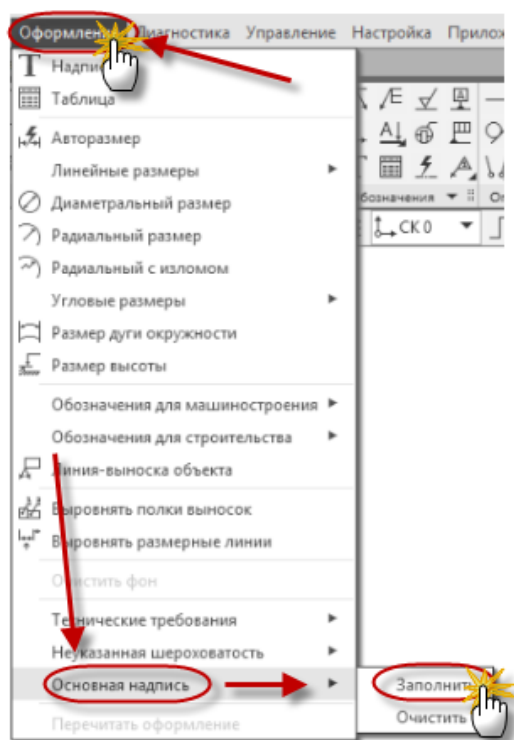 Оформление Диагностика Управление Настройка Прилож
Надпись
Таблица
Авторазмер
Линейные размеры
Диаметральный размер
Радиальный размер
Радиальный с изломом
Угловые размеры
Размер дуги окружности
Размер высоты
Обозначения для машиностроения
Обозначения для строительства
Линия-выноска объекта
Выровнять полки выносок
Выровнять размерные линии
Очистить фон
Технические требования
Неуказанная шероховатость
Основная надпись
Перечитать оформление
Заполнить
Очистить
бозначения
СК 0